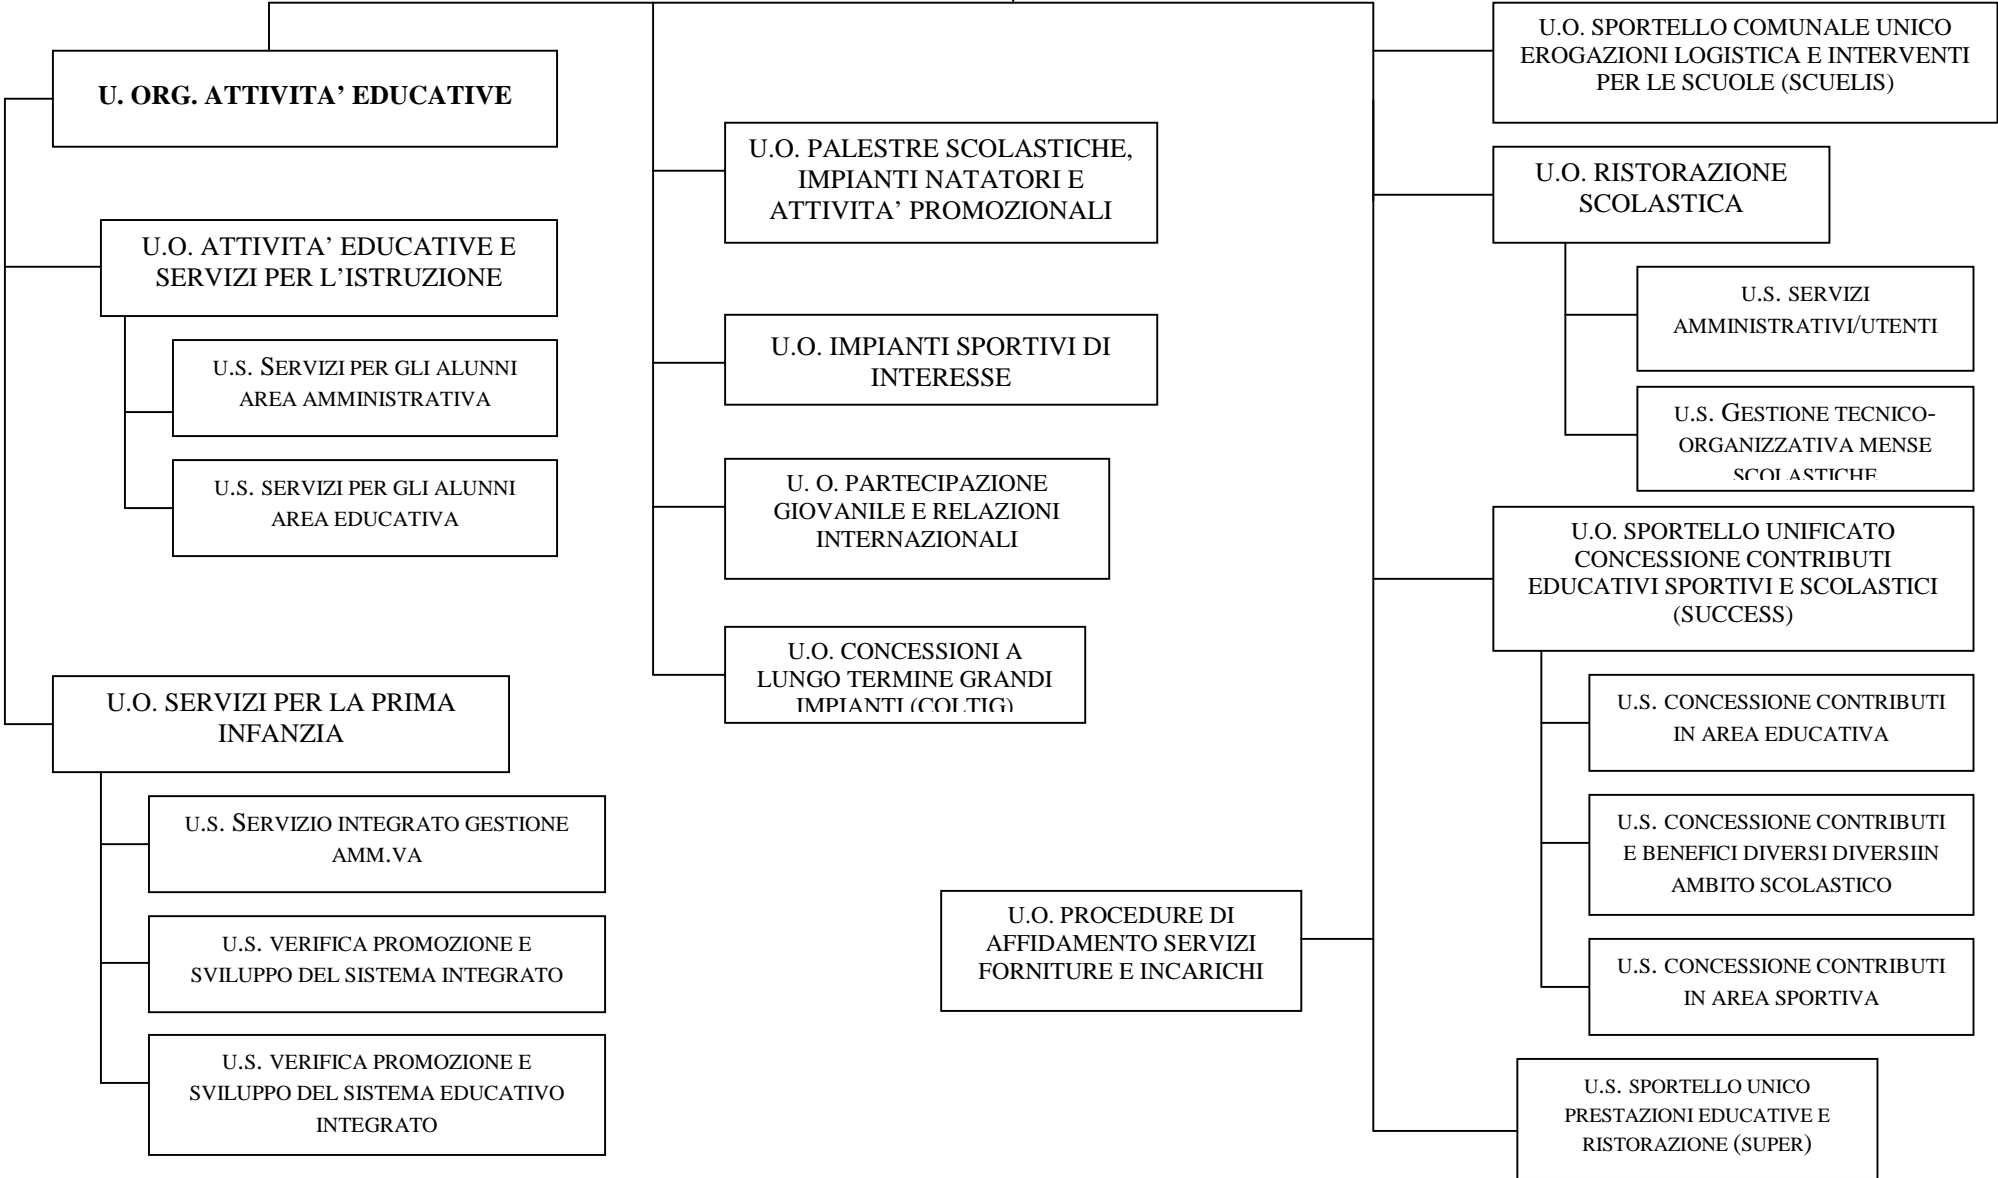 U. ORG. ATTIVITA’ EDUCATIVE
U.O. ATTIVITA’ EDUCATIVE E
SERVIZI PER L’ISTRUZIONE
U.S. SERVIZI PER GLI ALUNNI
AREA AMMINISTRATIVA
U.S. SERVIZI PER GLI ALUNNI
AREA EDUCATIVA
U.O. SERVIZI PER LA PRIMA
INFANZIA
U.S. SERVIZIO INTEGRATO GESTIONE
AMM.VA
U.S. VERIFICA PROMOZIONE E
SVILUPPO DEL SISTEMA INTEGRATO
U.S. VERIFICA PROMOZIONE E
SVILUPPO DEL SISTEMA EDUCATIVO
INTEGRATO
U.O. PALESTRE SCOLASTICHE,
IMPIANTI NATATORI E
ATTIVITA’ PROMOZIONALI
U.O. IMPIANTI SPORTIVI DI
INTERESSE
U. O. PARTECIPAZIONE
GIOVANILE E RELAZIONI
INTERNAZIONALI
U.O. CONCESSIONI A
LUNGO TERMINE GRANDI
IMPIANTI (COLTIG)
U.O. PROCEDURE DI
AFFIDAMENTO SERVIZI
FORNITURE E INCARICHI
U.O. SPORTELLO COMUNALE UNICO
EROGAZIONI LOGISTICA E INTERVENTI
PER LE SCUOLE (SCUELIS)
U.O. RISTORAZIONE
SCOLASTICA
U.S. SERVIZI
AMMINISTRATIVI/UTENTI
U.S. GESTIONE TECNICO-
ORGANIZZATIVA MENSE
SCOLASTICHE
U.O. SPORTELLO UNIFICATO
CONCESSIONE CONTRIBUTI
EDUCATIVI SPORTIVI E SCOLASTICI
(SUCCESS)
U.S. CONCESSIONE CONTRIBUTI
IN AREA EDUCATIVA
U.S. CONCESSIONE CONTRIBUTI
E BENEFICI DIVERSI DIVERSIIN
AMBITO SCOLASTICO
U.S. CONCESSIONE CONTRIBUTI
IN AREA SPORTIVA
U.S. SPORTELLO UNICO
PRESTAZIONI EDUCATIVE E
RISTORAZIONE (SUPER)